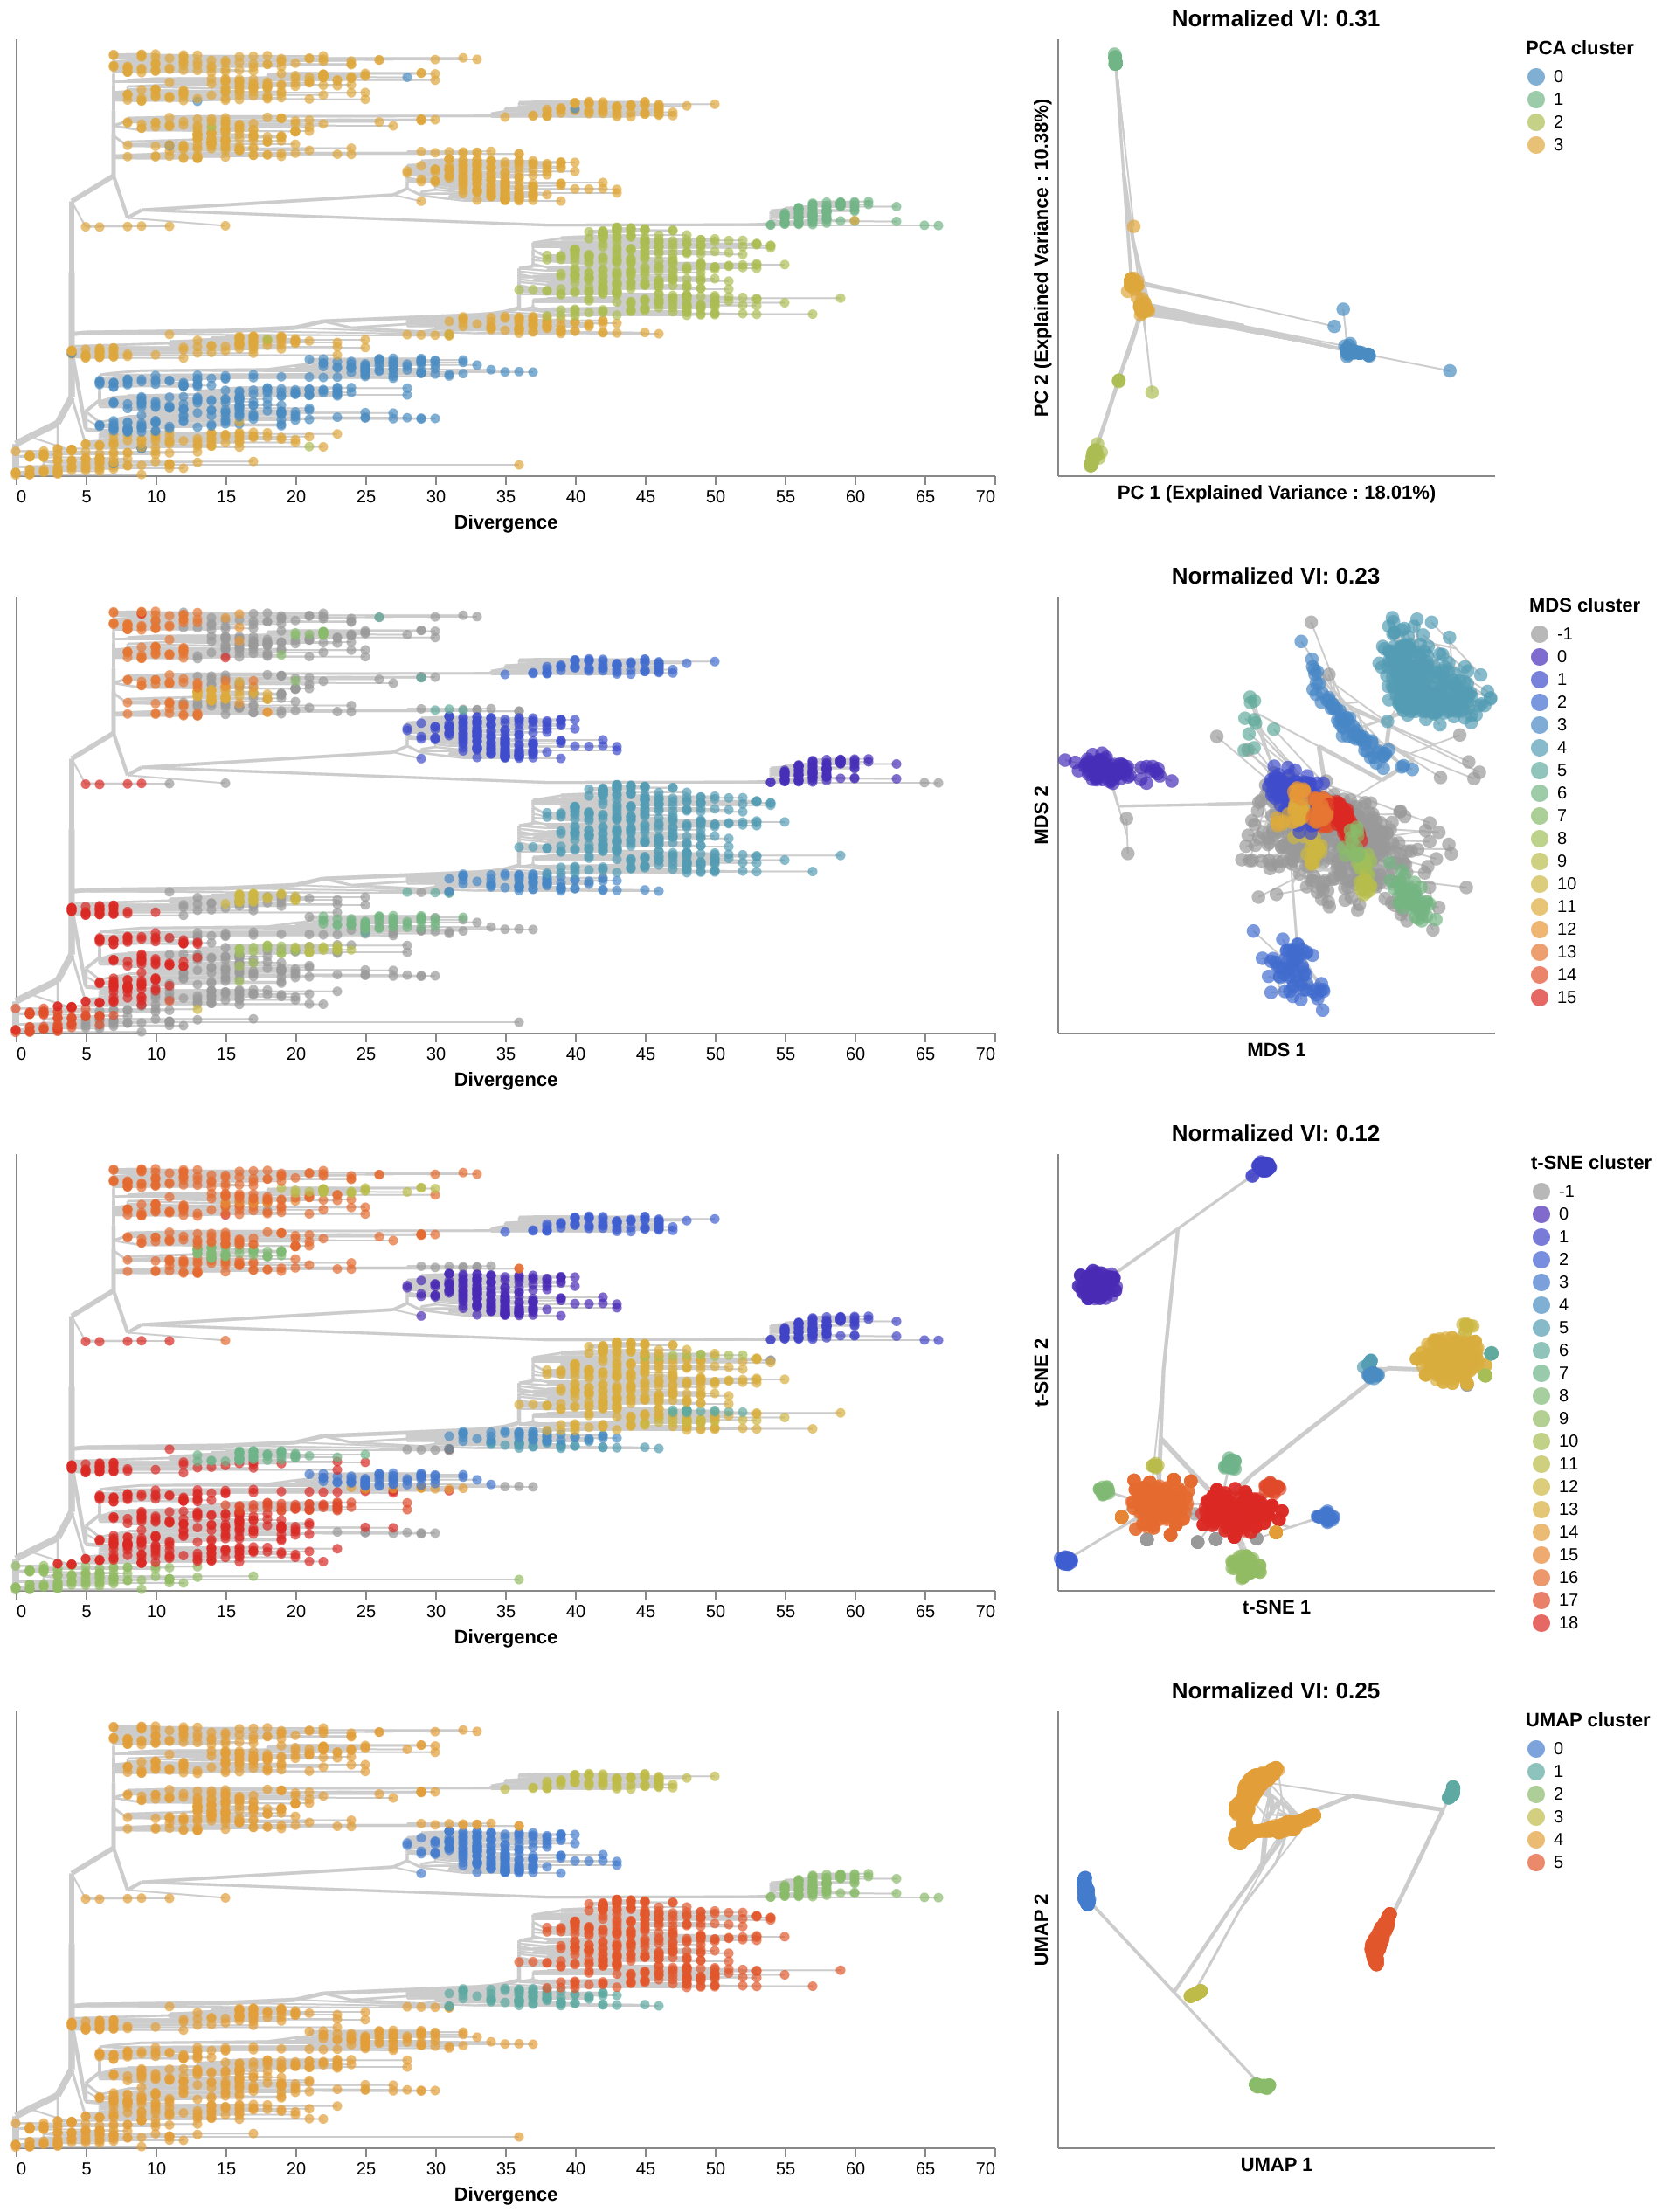 Normalized VI: 0.31
PCA cluster
0
1
2
3
PC 2 (Explained Variance : 10.38%)
0 5 10 15 20 25 30 35 40 45 50 55 60 65 70
Divergence
PC 1 (Explained Variance : 18.01%)
Normalized VI: 0.23
MDS cluster
-1
0
1
2
3
4
5
6
7
8
9
10
11
12
13
14
15
MDS 2
0 5 10 15 20 25 30 35 40 45 50 55 60 65 70
Divergence
MDS 1
Normalized VI: 0.12
t-SNE cluster
-1
0
1
2
3
4
5
6
7
8
9
10
11
12
13
14
15
16
17
18
t-SNE 2
0 5 10 15 20 25 30 35 40 45 50 55 60 65 70
Divergence
t-SNE 1
Normalized VI: 0.25
UMAP cluster
0
1
2
3
4
5
UMAP 2
0 5 10 15 20 25 30 35 40 45 50 55 60 65 70
Divergence
UMAP 1